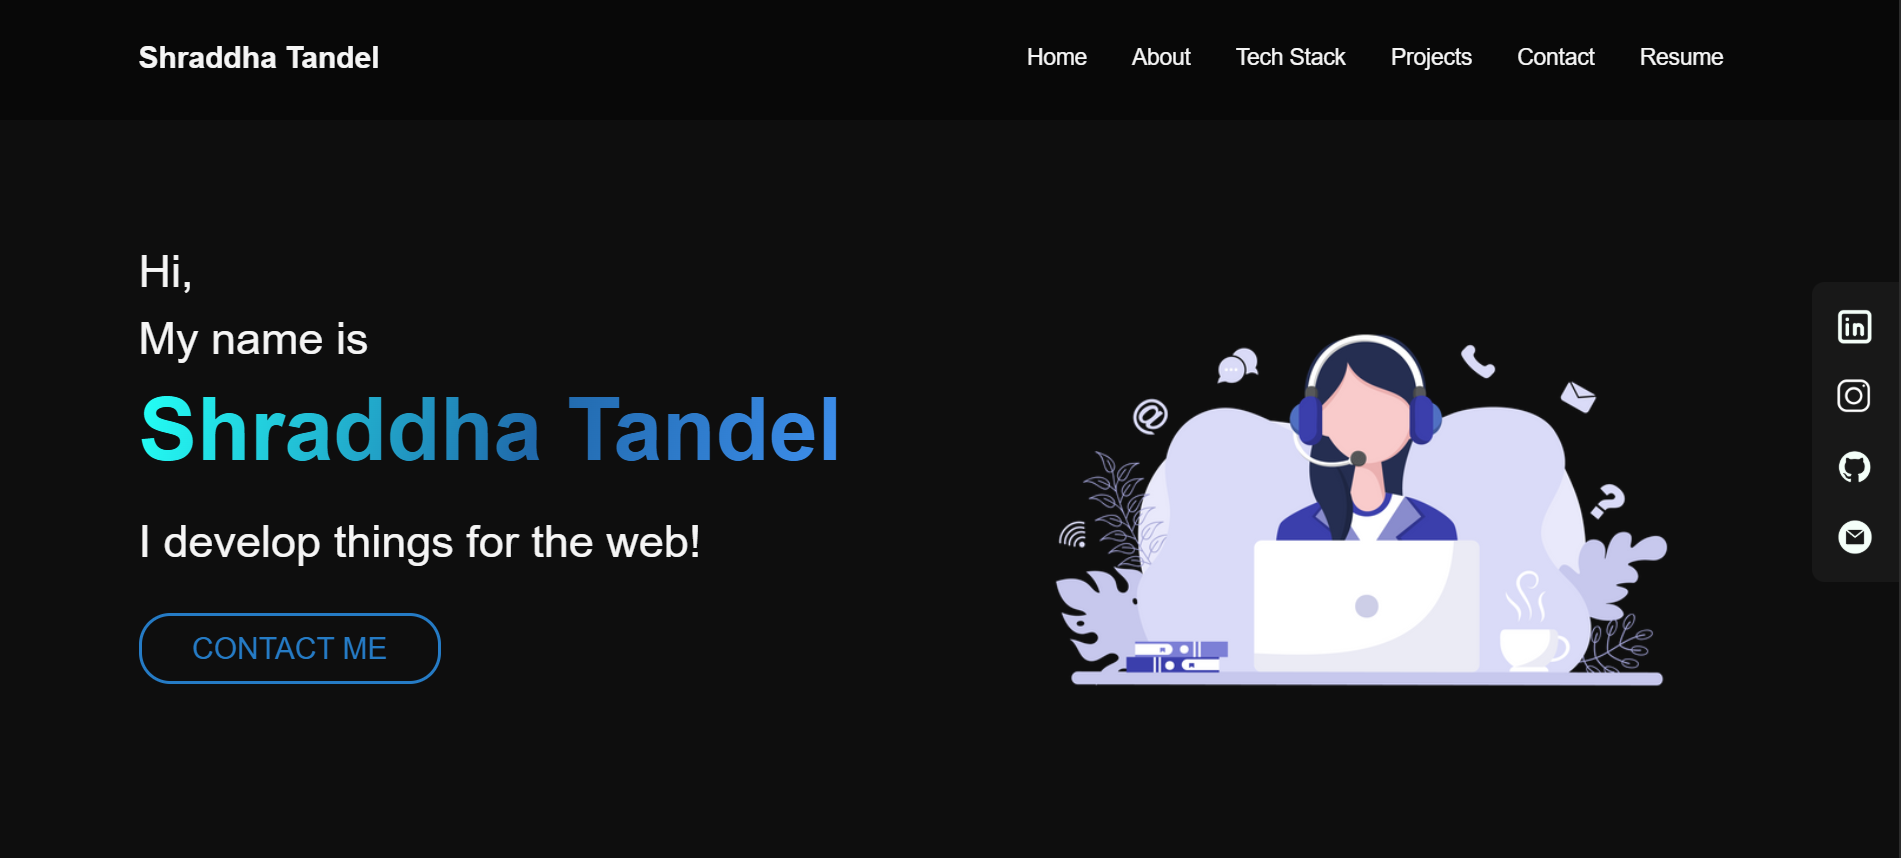 Shraddha Tandel
Home About Tech Stack Projects Contact Resume
Hi,
My name is
Shraddha Tandel
I develop things for the web!
CONTACT ME